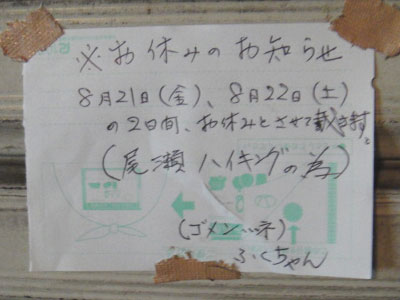 ※お休みのお知らせ
8月21日(金)、8月22日(土)
の2日間、お休みとさせて戴き〼
(尾瀬ハイキングの為)
(ゴメン…ネ)
ふくちゃん